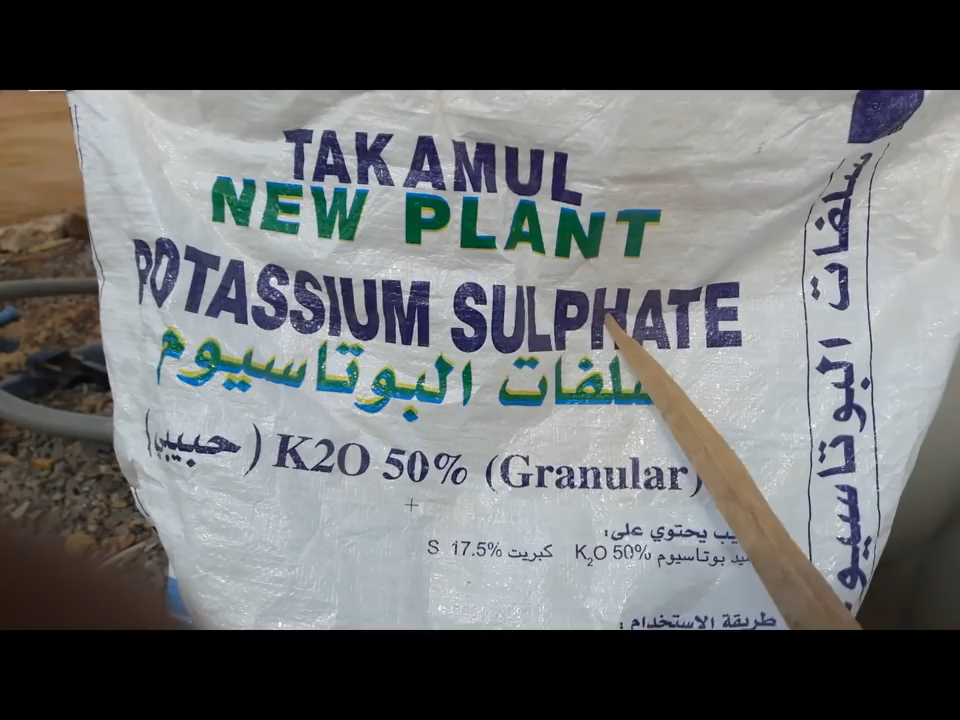 TAKAMUL
NEW PLANT
POTASSIUM SULPHATE
سلفات البوتاسيوم
K2O 50% (Granular) (حبيبي)
يحتوي على:
بوتاسيوم K₂O 50% كبريت S 17.5%
طريقة الاستخدام :
سلفات البوتاسيوم